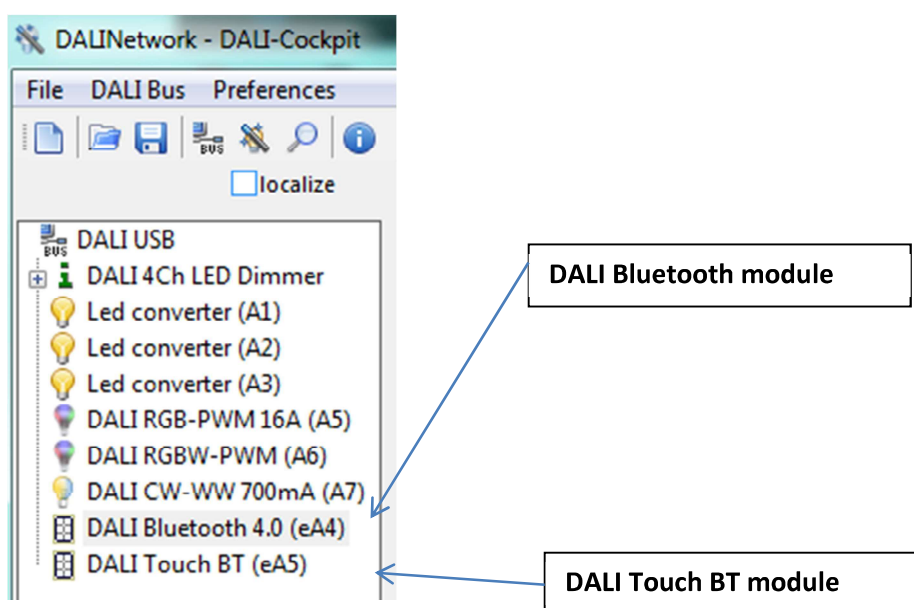 DALINetwork - DALI-Cockpit
File DALI Bus Preferences
BUS
localize
BUS DALI USB
DALI 4Ch LED Dimmer
Led converter (A1)
Led converter (A2)
Led converter (A3)
DALI RGB-PWM 16A (A5)
DALI RGBW-PWM (A6)
DALI CW-WW 700mA (A7)
DALI Bluetooth 4.0 (eA4)
DALI Touch BT (eA5)
DALI Bluetooth module
DALI Touch BT module